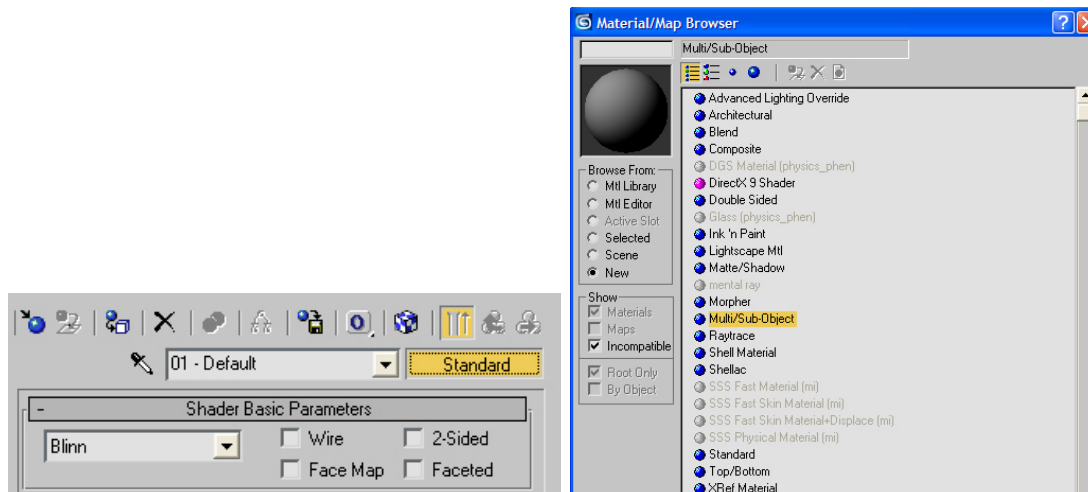 01 - Default
Standard
-
Shader Basic Parameters
Blinn
Wire
2-Sided
Face Map
Faceted
Material/Map Browser
Multi/Sub-Object
Browse From:
Mtl Library
Mtl Editor
Active Slot
Selected
Scene
New
Show
Materials
Maps
Incompatible
Root Only
By Object
Advanced Lighting Override
Architectural
Blend
Composite
DGS Material (physics_phen)
DirectX 9 Shader
Double Sided
Glass (physics_phen)
Ink 'n Paint
Lightscape Mtl
Matte/Shadow
mental ray
Morpher
Multi/Sub-Object
Raytrace
Shell Material
Shellac
SSS Fast Material (mi)
SSS Fast Skin Material (mi)
SSS Fast Skin Material+Displace (mi)
SSS Physical Material (mi)
Standard
Top/Bottom
XRef Material